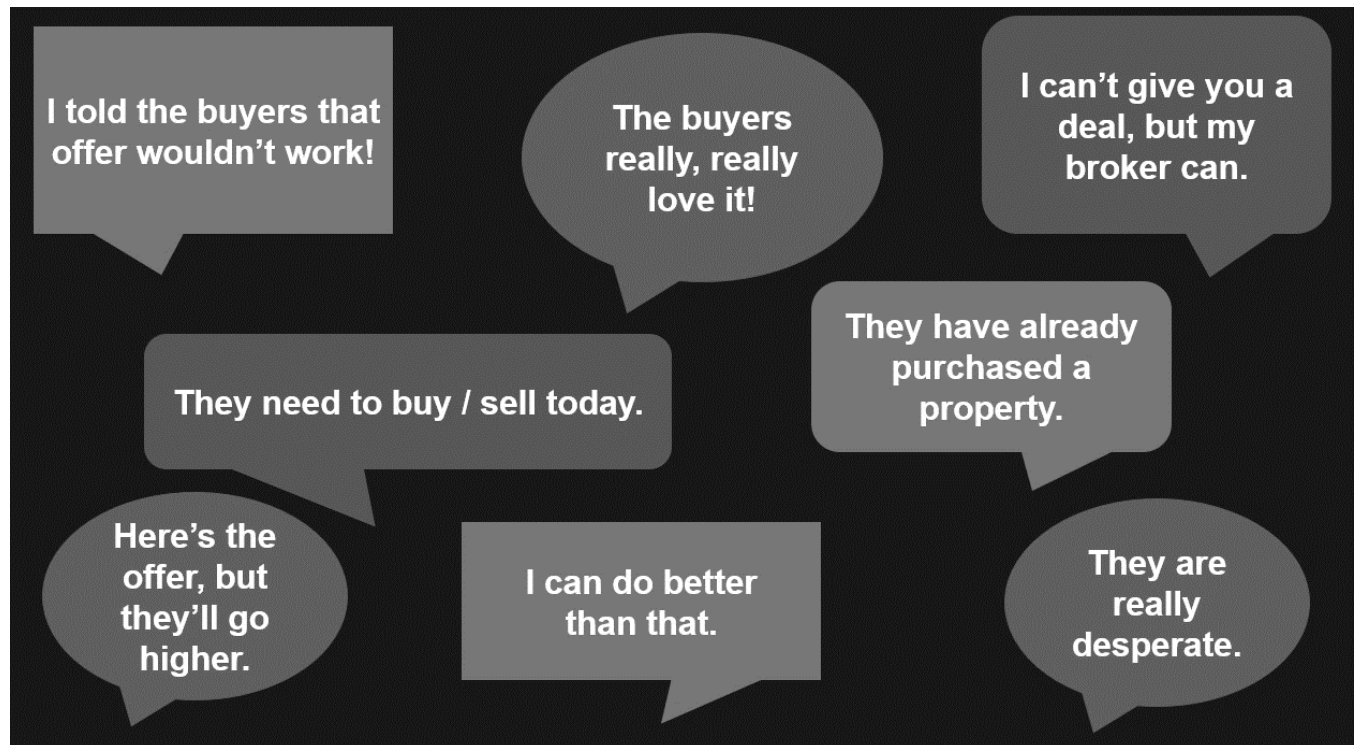 I told the buyers that
offer wouldn’t work!
The buyers
really, really
love it!
I can’t give you a
deal, but my
broker can.
They need to buy / sell today.
They have already
purchased a
property.
Here’s the
offer, but
they’ll go
higher.
I can do better
than that.
They are
really
desperate.